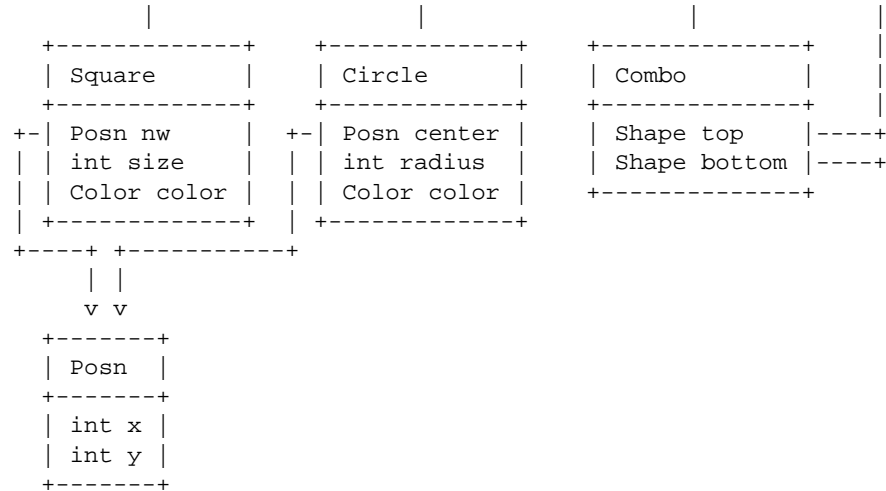 Square Circle Combo
Posn nw Posn center Shape top
int size int radius Shape bottom
Color color Color color
v v
Posn
int x
int y